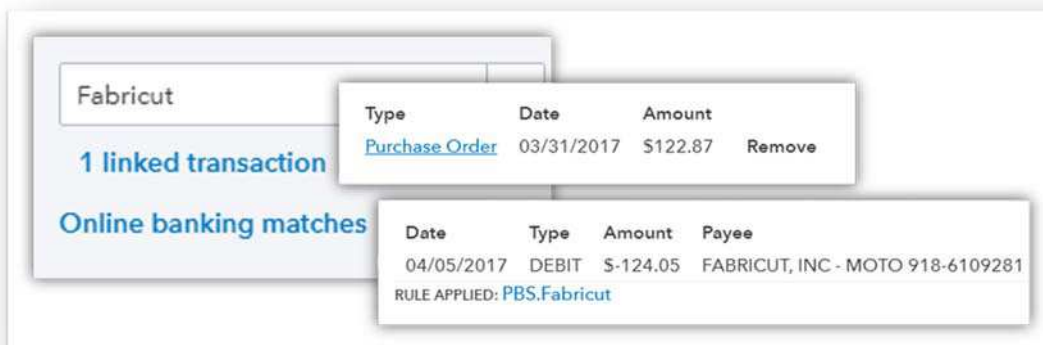 Fabricut
Type Date Amount
Purchase Order 03/31/2017 $122.87 Remove
1 linked transaction
Online banking matches
Date Type Amount Payee
04/05/2017 DEBIT $-124.05 FABRICUT, INC - MOTO 918-6109281
RULE APPLIED: PBS.Fabricut